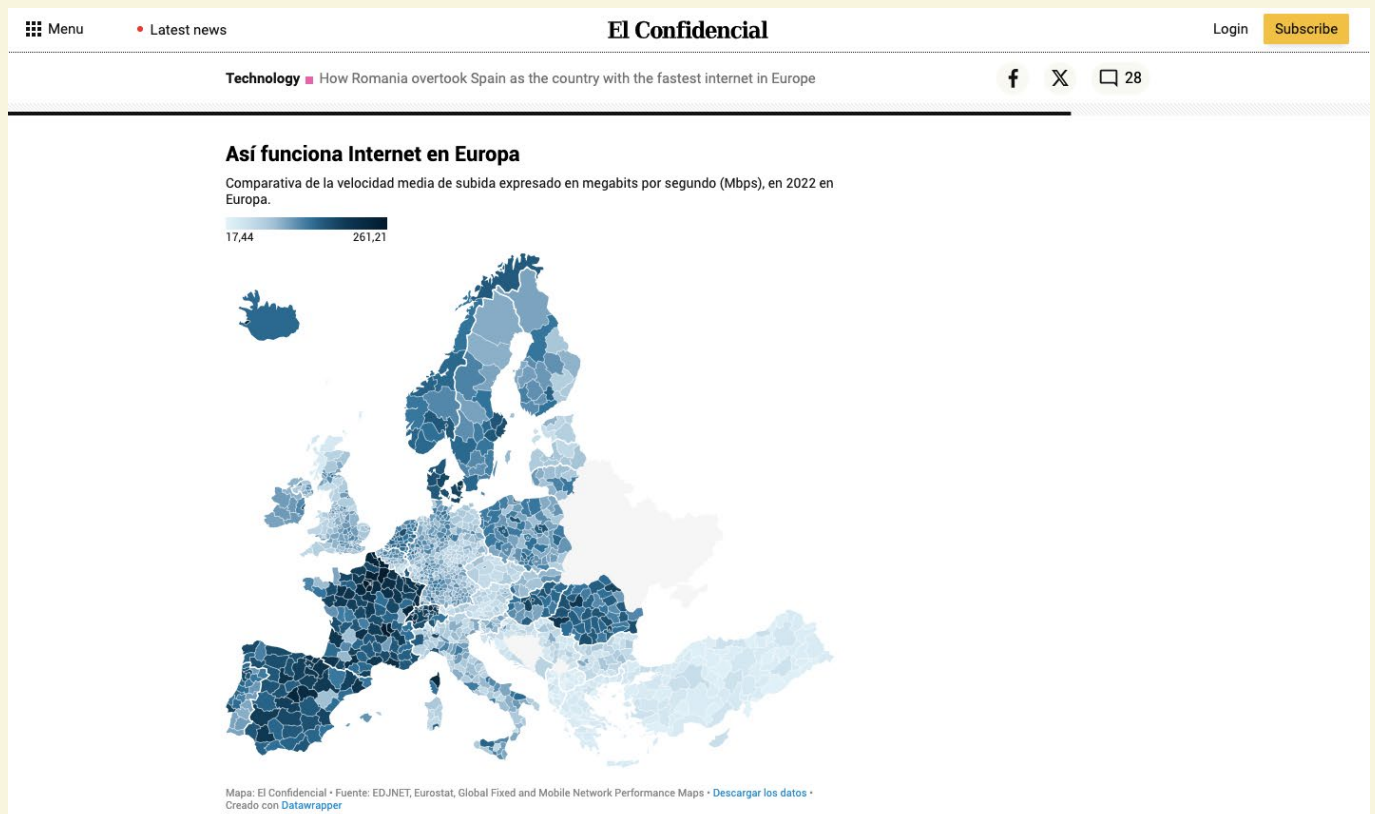 Menu
Latest news
El Confidencial
Login
Subscribe
Technology How Romania overtook Spain as the country with the fastest internet in Europe
28
Así funciona Internet en Europa
Comparativa de la velocidad media de subida expresado en megabits por segundo (Mbps), en 2022 en
Europa.
17,44 261,21
Mapa: El Confidencial • Fuente: EDJNET, Eurostat, Global Fixed and Mobile Network Performance Maps • Descargar los datos •
Creado con Datawrapper